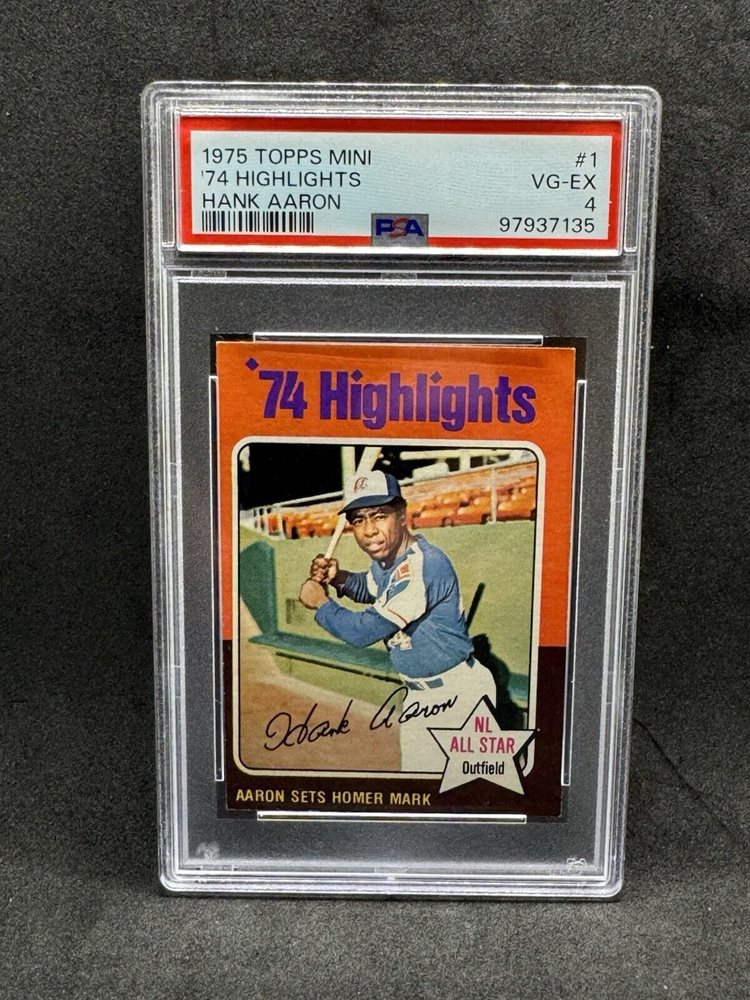 1975 TOPPS MINI #1
'74 HIGHLIGHTS VG-EX
HANK AARON 4
PSA 97937135
'74 Highlights
a
Hank Aaron
NL
ALL STAR
Outfield
AARON SETS HOMER MARK